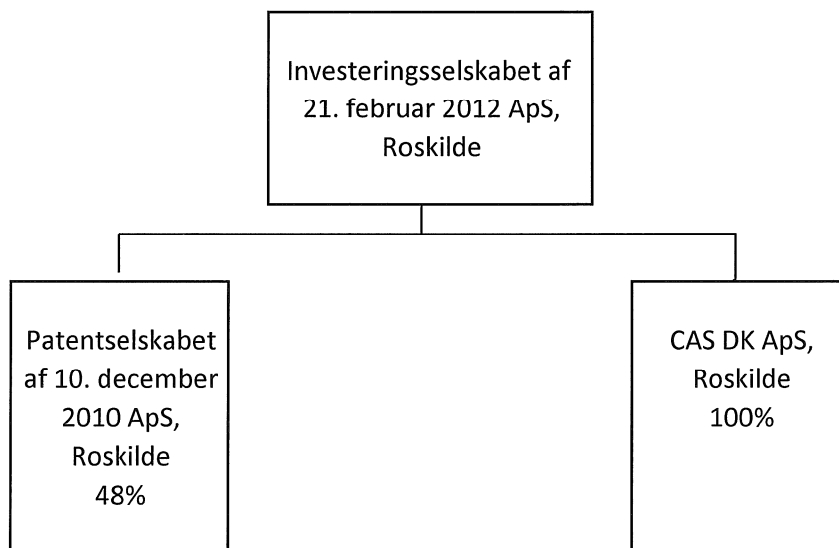 Investeringsselskabet af
21. februar 2012 ApS,
Roskilde
Patentselskabet
af 10. december
2010 ApS,
Roskilde
48%
CAS DK ApS,
Roskilde
100%